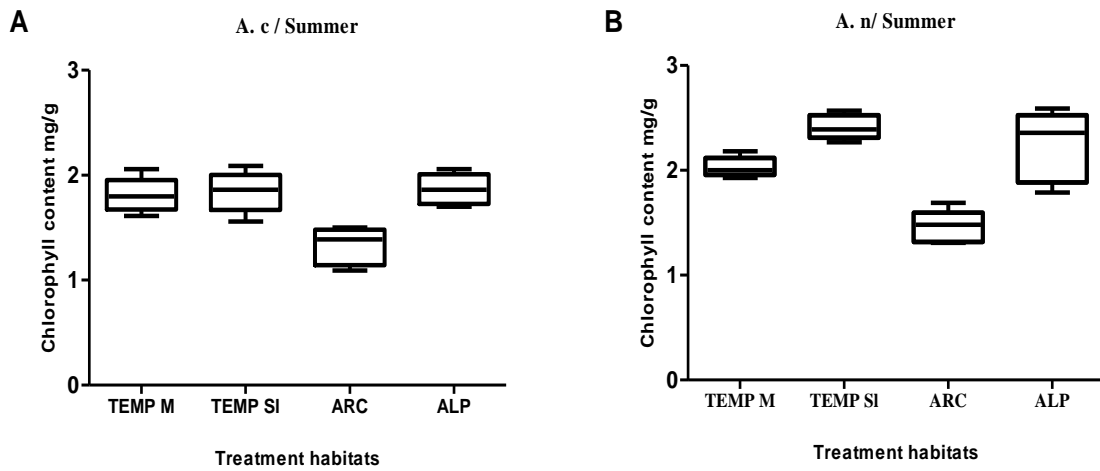 A
A. c / Summer
Chlorophyll content mg/g
3
2
1
0
TEMP M TEMP Sl ARC ALP
Treatment habitats
B
A. n/ Summer
Chlorophyll content mg/g
3
2
1
0
TEMP M TEMP Sl ARC ALP
Treatment habitats